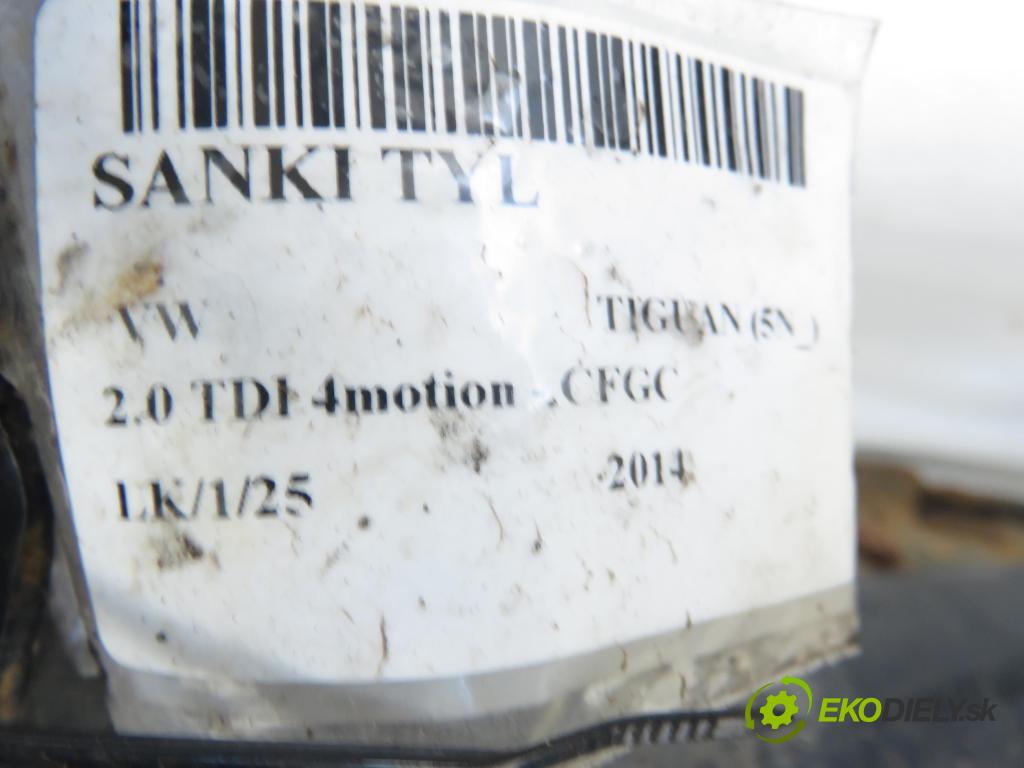 SANKI TYL
VW TIGUAN (5N_)
2.0 TDI 4motion - CFGC
LK/1/25 2014
EKODIELY.sk